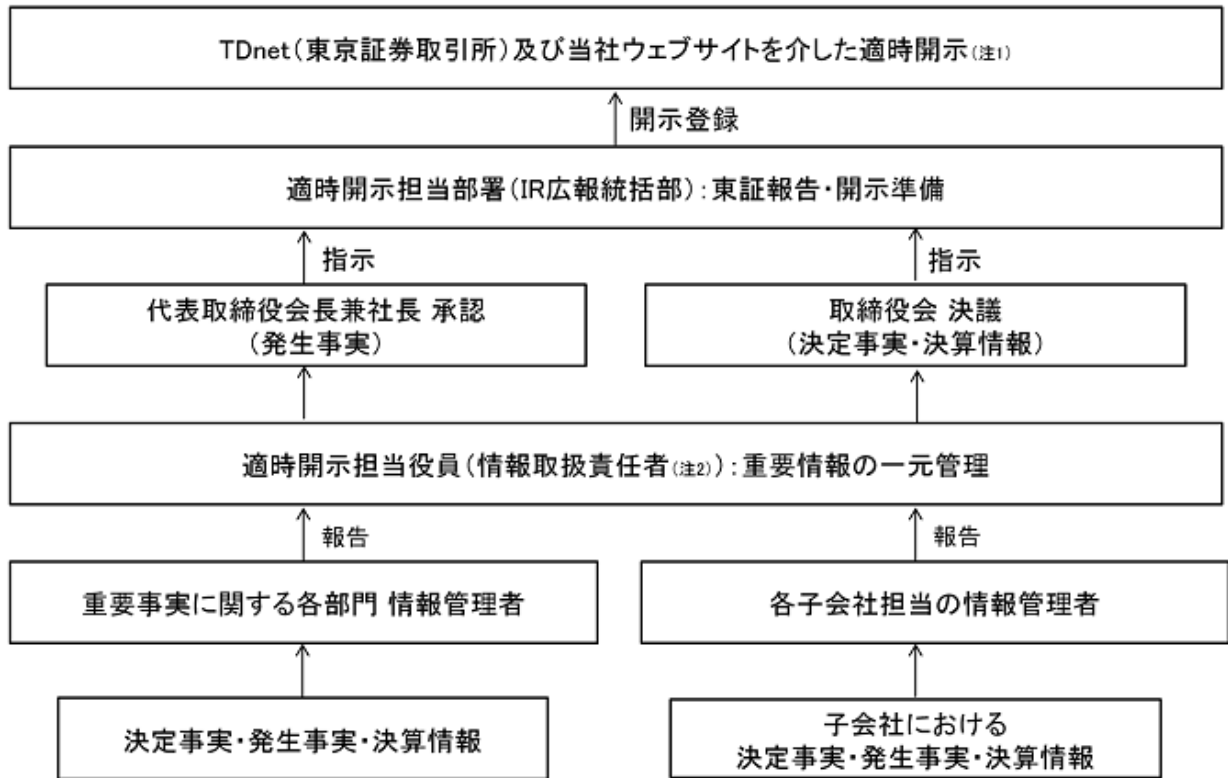 TDnet(東京証券取引所)及び当社ウェブサイトを介した適時開示(注1)
開示登録
適時開示担当部署(IR広報統括部):東証報告・開示準備
指示
指示
代表取締役会長兼社長 承認
(発生事実)
取締役会 決議
(決定事実・決算情報)
適時開示担当役員(情報取扱責任者(注2)):重要情報の一元管理
報告
報告
重要事実に関する各部門 情報管理者
各子会社担当の情報管理者
決定事実・発生事実・決算情報
子会社における
決定事実・発生事実・決算情報